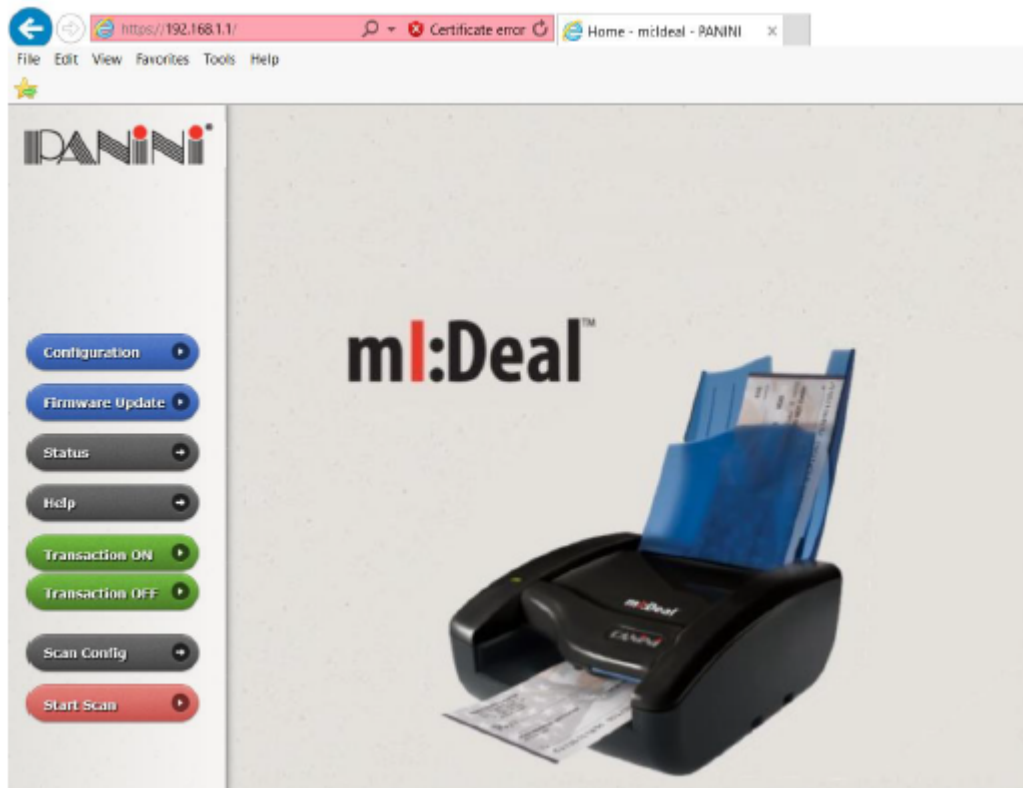 https://192.168.1.1/
Certificate error
Home - mI:deal - PANINI
File Edit View Favorites Tools Help
PANINI
Configuration
Firmware Update
Status
Help
Transaction ON
Transaction OFF
Scan Config
Start Scan
mI:Deal™
mI:Deal
PANINI